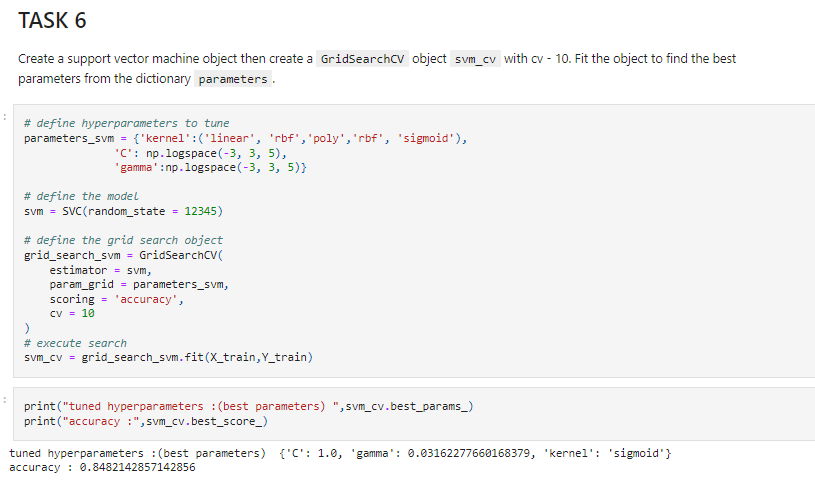 TASK 6
Create a support vector machine object then create a GridSearchCV object svm_cv with cv - 10. Fit the object to find the best
parameters from the dictionary parameters .
:
# define hyperparameters to tune
parameters_svm = {'kernel':('linear', 'rbf','poly','rbf', 'sigmoid'),
'C': np.logspace(-3, 3, 5),
'gamma':np.logspace(-3, 3, 5)}
# define the model
svm = SVC(random_state = 12345)
# define the grid search object
grid_search_svm = GridSearchCV(
estimator = svm,
param_grid = parameters_svm,
scoring = 'accuracy',
cv = 10
)
# execute search
svm_cv = grid_search_svm.fit(X_train,Y_train)
:
print("tuned hyperparameters :(best parameters) ",svm_cv.best_params_)
print("accuracy :",svm_cv.best_score_)
tuned hyperparameters :(best parameters)  {'C': 1.0, 'gamma': 0.03162277660168379, 'kernel': 'sigmoid'}
accuracy : 0.8482142857142856